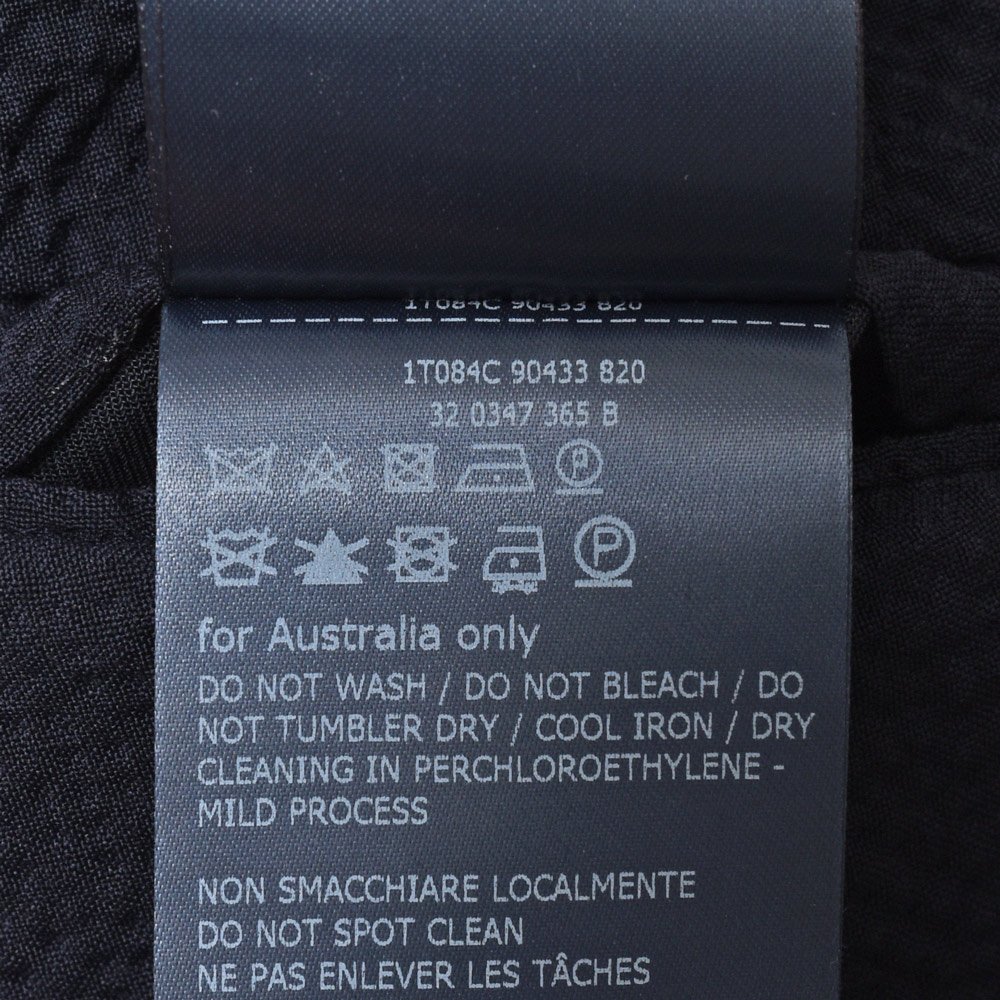 1T084C 90433 820
1T084C 90433 820
32 0347 365 B
P
P
for Australia only
DO NOT WASH / DO NOT BLEACH / DO
NOT TUMBLER DRY / COOL IRON / DRY
CLEANING IN PERCHLOROETHYLENE -
MILD PROCESS
NON SMACCHIARE LOCALMENTE
DO NOT SPOT CLEAN
NE PAS ENLEVER LES TÂCHES